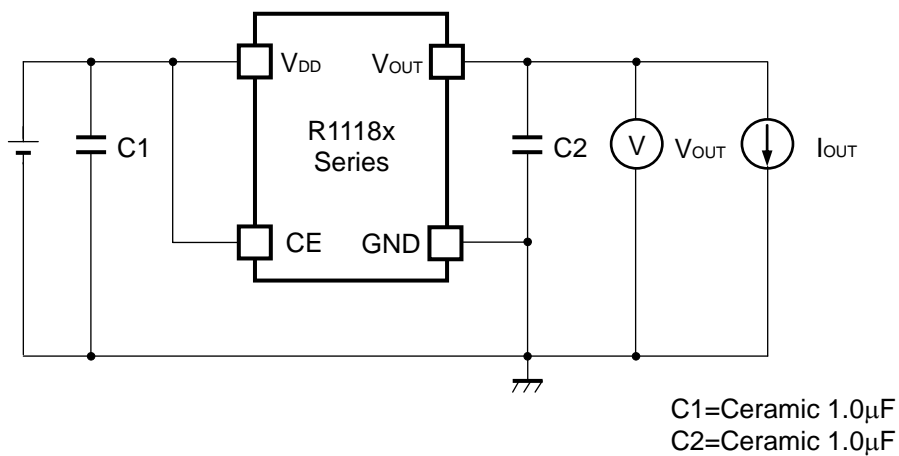 VDD VOUT
R1118x
Series
C1 C2 V VOUT IOUT
CE GND
C1=Ceramic 1.0μF
C2=Ceramic 1.0μF